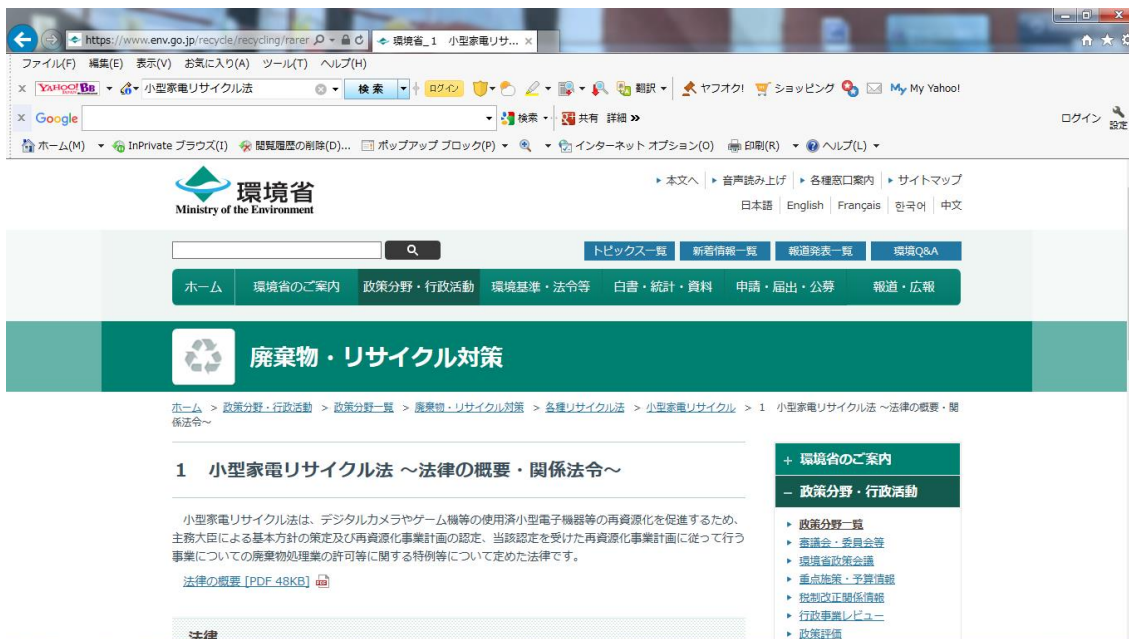 https://www.env.go.jp/recycle/recycling/rarer
環境省_1 小型家電リサ... ×
ファイル(F) 編集(E) 表示(V) お気に入り(A) ツール(T) ヘルプ(H)
x YAHOO! BB 小型家電リサイクル法 検索 ログイン 翻訳 ヤフオク! ショッピング My My Yahoo!
x Google 検索 共有 詳細 » ログイン 設定
ホーム(M) InPrivate ブラウズ(I) 閲覧履歴の削除(D)... ポップアップ ブロック(P) インターネット オプション(O) 印刷(R) ヘルプ(L)
環境省
Ministry of the Environment
本文へ 音声読み上げ 各種窓口案内 サイトマップ
日本語 English Français 한국어 中文
トピックス一覧 新着情報一覧 報道発表一覧 環境Q&A
ホーム 環境省のご案内 政策分野・行政活動 環境基準・法令等 白書・統計・資料 申請・届出・公募 報道・広報
廃棄物・リサイクル対策
ホーム > 政策分野・行政活動 > 政策分野一覧 > 廃棄物・リサイクル対策 > 各種リサイクル法 > 小型家電リサイクル > 1 小型家電リサイクル法 ~法律の概要・関
係法令~
1 小型家電リサイクル法 ~法律の概要・関係法令~
小型家電リサイクル法は、デジタルカメラやゲーム機等の使用済小型電子機器等の再資源化を促進するため、
主務大臣による基本方針の策定及び再資源化事業計画の認定、当該認定を受けた再資源化事業計画に従って行う
事業についての廃棄物処理業の許可等に関する特例等について定めた法律です。
法律の概要 [PDF 48KB]
法律
+ 環境省のご案内
− 政策分野・行政活動
政策分野一覧
審議会・委員会等
環境省政策会議
重点施策・予算情報
税制改正関係情報
行政事業レビュー
政策評価